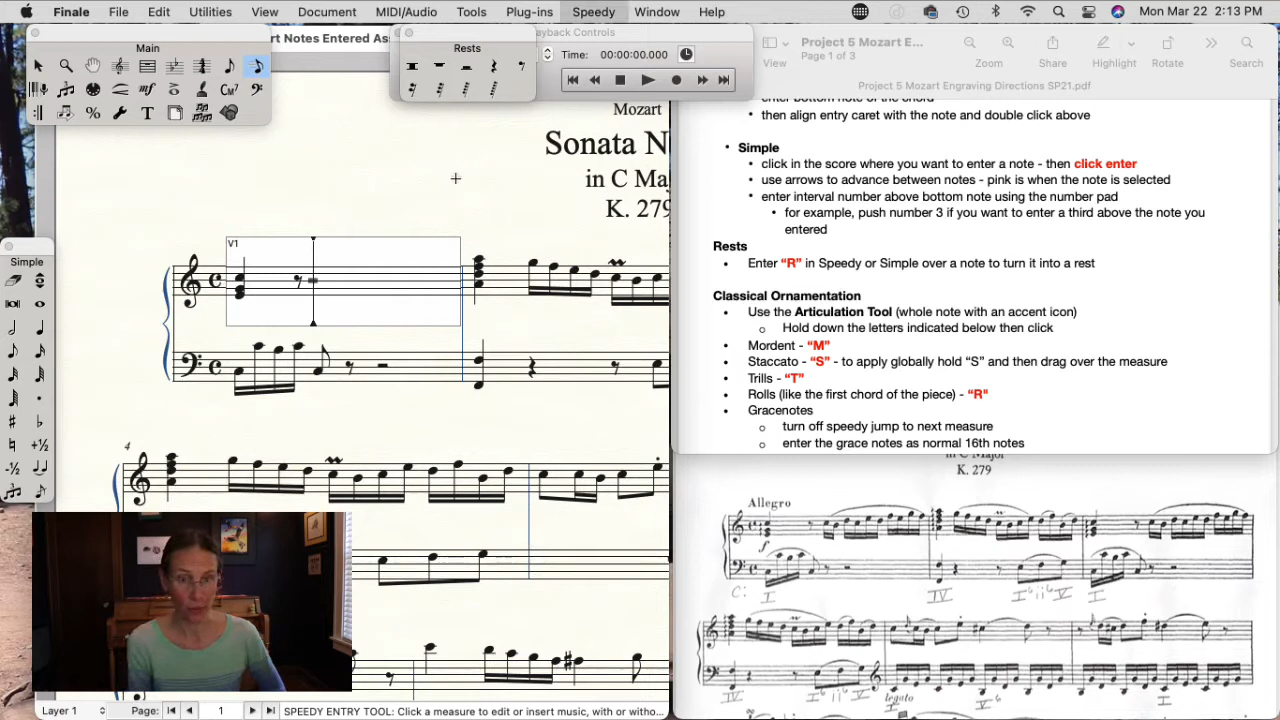 Finale File Edit Utilities View Document MIDI/Audio Tools Plug-ins Speedy Window Help Mon Mar 22 2:13 PM
Main
rt Notes Entered Ass
Rests
ayback Controls
Time: 00:00:00.000
View
Project 5 Mozart E...
Page 1 of 3
Zoom Share Highlight Rotate Search
Project 5 Mozart Engraving Directions SP21.pdf
enter bottom note of the chord
• then align entry caret with the note and double click above
• Simple
• click in the score where you want to enter a note - then click enter
• use arrows to advance between notes - pink is when the note is selected
• enter interval number above bottom note using the number pad
• for example, push number 3 if you want to enter a third above the note you
entered
Rests
• Enter “R” in Speedy or Simple over a note to turn it into a rest
Classical Ornamentation
• Use the Articulation Tool (whole note with an accent icon)
o Hold down the letters indicated below then click
• Mordent - “M”
• Staccato - “S” - to apply globally hold “S” and then drag over the measure
• Trills - “T”
• Rolls (like the first chord of the piece) - “R”
• Gracenotes
o turn off speedy jump to next measure
o enter the grace notes as normal 16th notes
Mozart
Sonata N
in C Ma
K. 279
V1
Simple
4
in C Major
K. 279
Allegro
f
C: I IV I⁶ ii⁶ V I
IV I⁶ ii V I⁶ V I
legato
Layer 1 Page: 1 SPEEDY ENTRY TOOL: Click a measure to edit or insert music, with or witho...